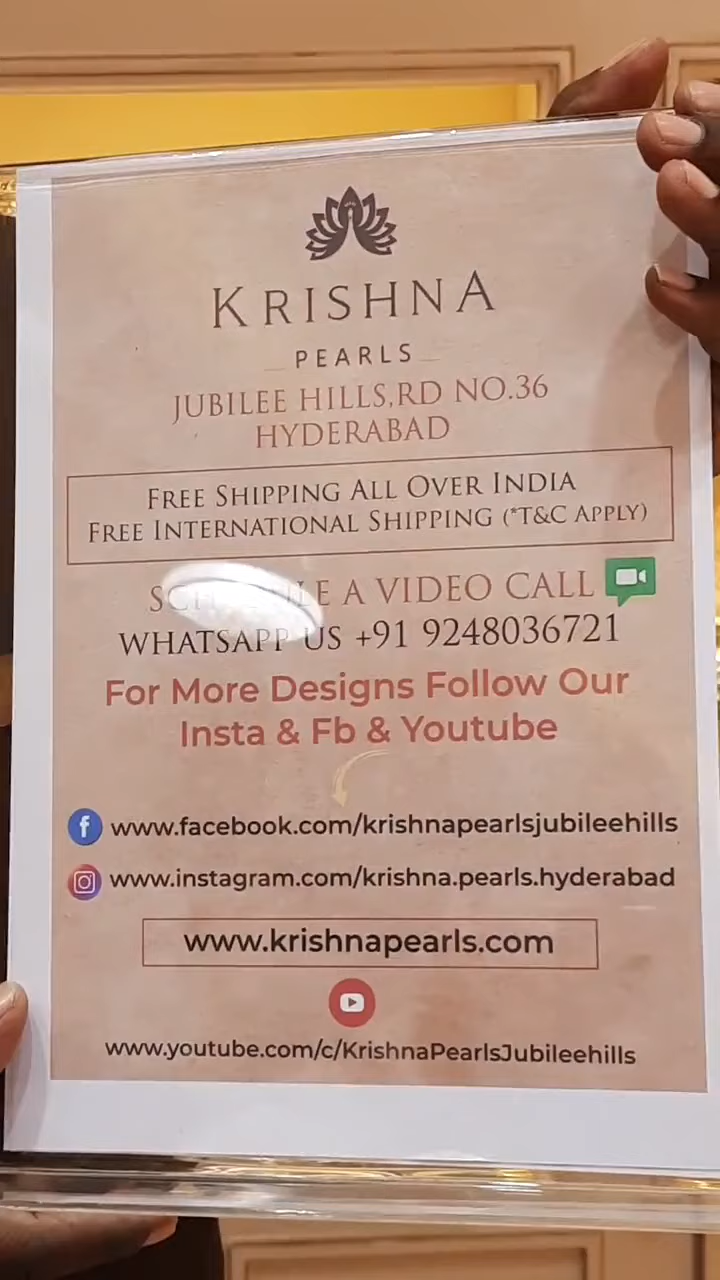 KRISHNA
PEARLS
JUBILEE HILLS,RD NO.36
HYDERABAD
FREE SHIPPING ALL OVER INDIA
FREE INTERNATIONAL SHIPPING (*T&C APPLY)
SCHEDULE A VIDEO CALL
WHATSAPP US +91 9248036721
For More Designs Follow Our
Insta & Fb & Youtube
www.facebook.com/krishnapearlsjubileehills
www.instagram.com/krishna.pearls.hyderabad
www.krishnapearls.com
www.youtube.com/c/KrishnaPearlsJubileehills